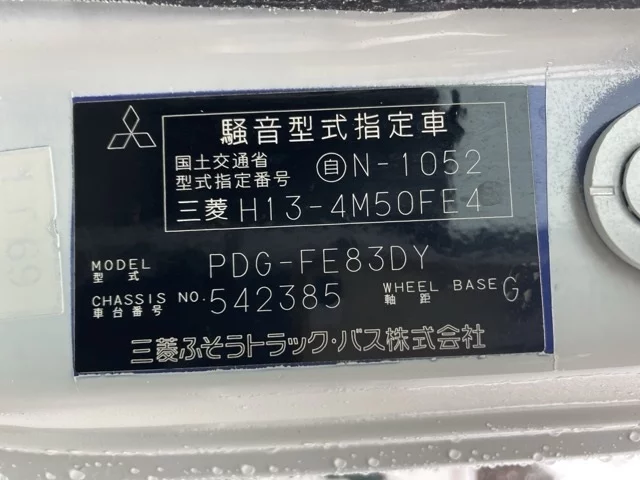 騒音型式指定車
国土交通省
型式指定番号 自N-1052
三菱 H13-4M50FE4
MODEL
型式 PDG-FE83DY
CHASSIS NO. 542385 WHEEL BASE G
車台番号 軸距
三菱ふそうトラック・バス株式会社